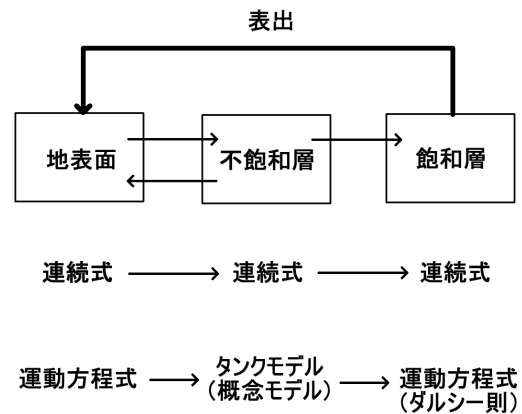 表出
地表面
不飽和層
飽和層
連続式
連続式
連続式
運動方程式
タンクモデル
(概念モデル)
運動方程式
(ダルシー則)